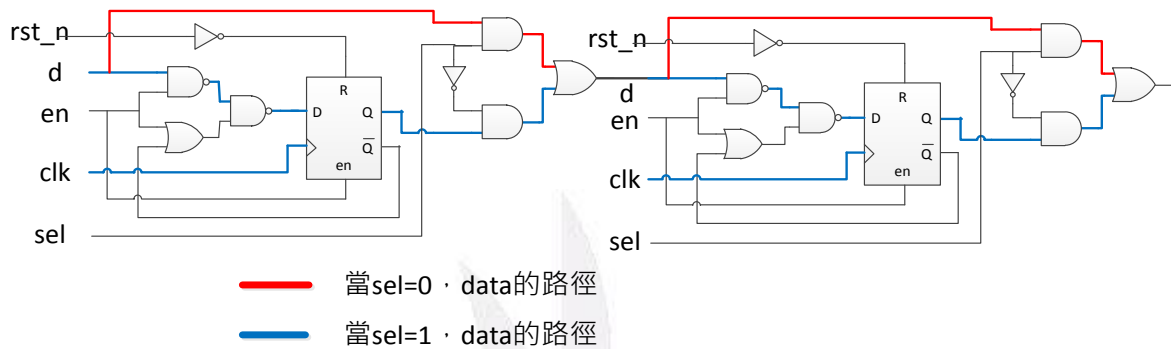 rst_n
d
en
clk
sel
R
D
Q
Q
en
rst_n
d
en
clk
sel
R
D
Q
Q
en
當sel=0,data的路徑
當sel=1,data的路徑